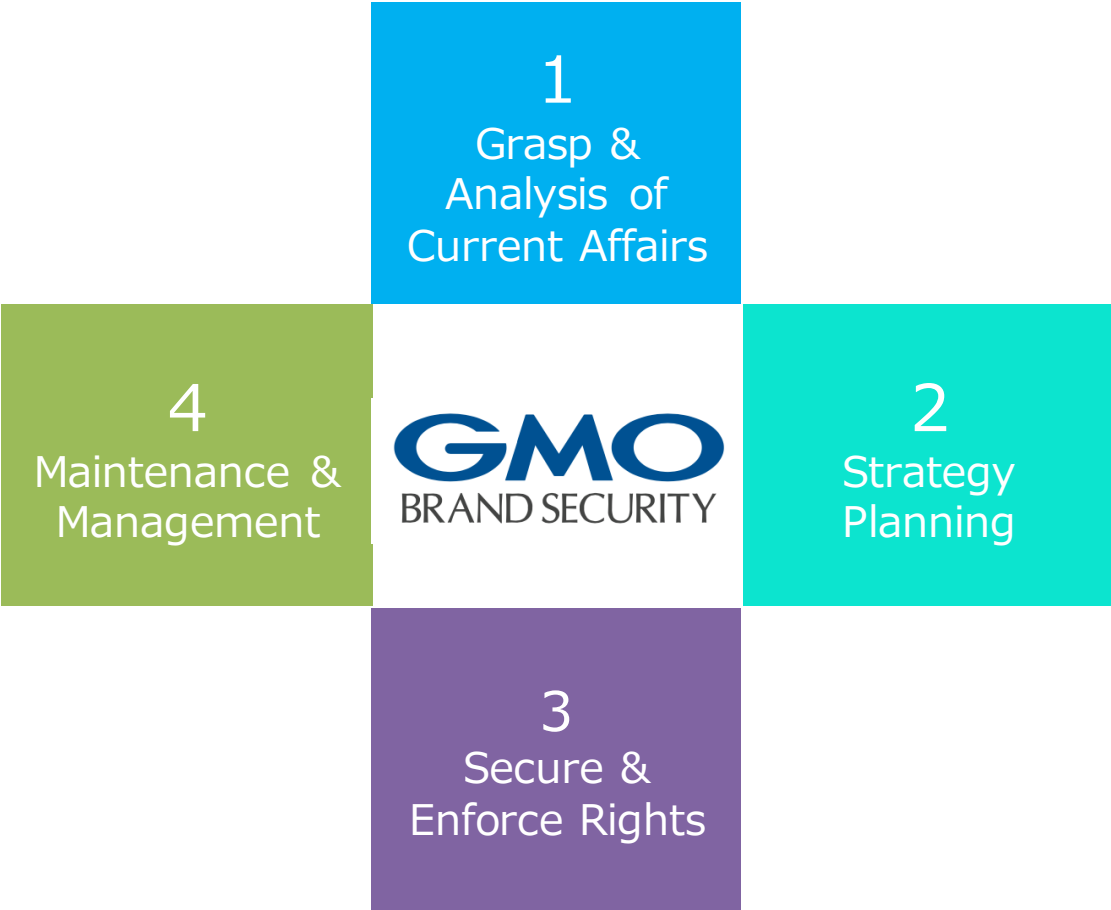 1
Grasp &
Analysis of
Current Affairs
4
Maintenance &
Management
GMO
BRAND SECURITY
2
Strategy
Planning
3
Secure &
Enforce Rights